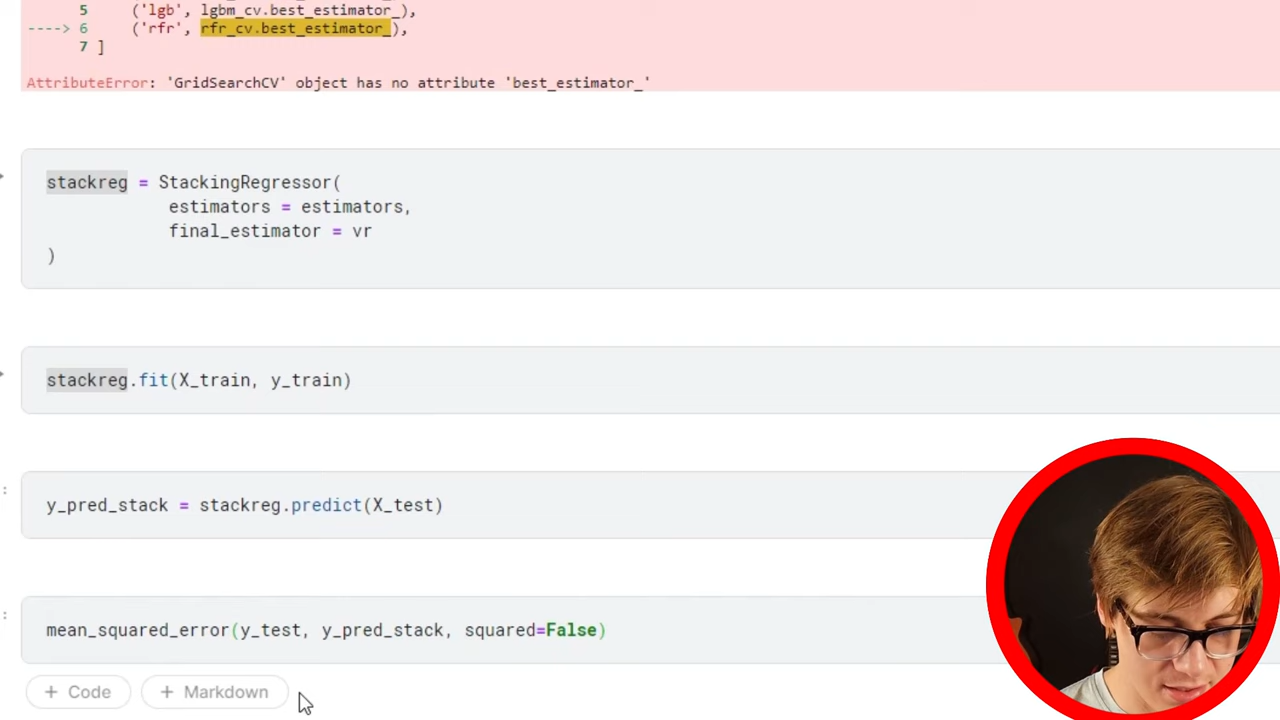 5 ('lgb', lgbm_cv.best_estimator_),
----> 6 ('rfr', rfr_cv.best_estimator_),
7 ]
AttributeError: 'GridSearchCV' object has no attribute 'best_estimator_'
stackreg = StackingRegressor(
estimators = estimators,
final_estimator = vr
)
stackreg.fit(X_train, y_train)
y_pred_stack = stackreg.predict(X_test)
mean_squared_error(y_test, y_pred_stack, squared=False)
+ Code + Markdown